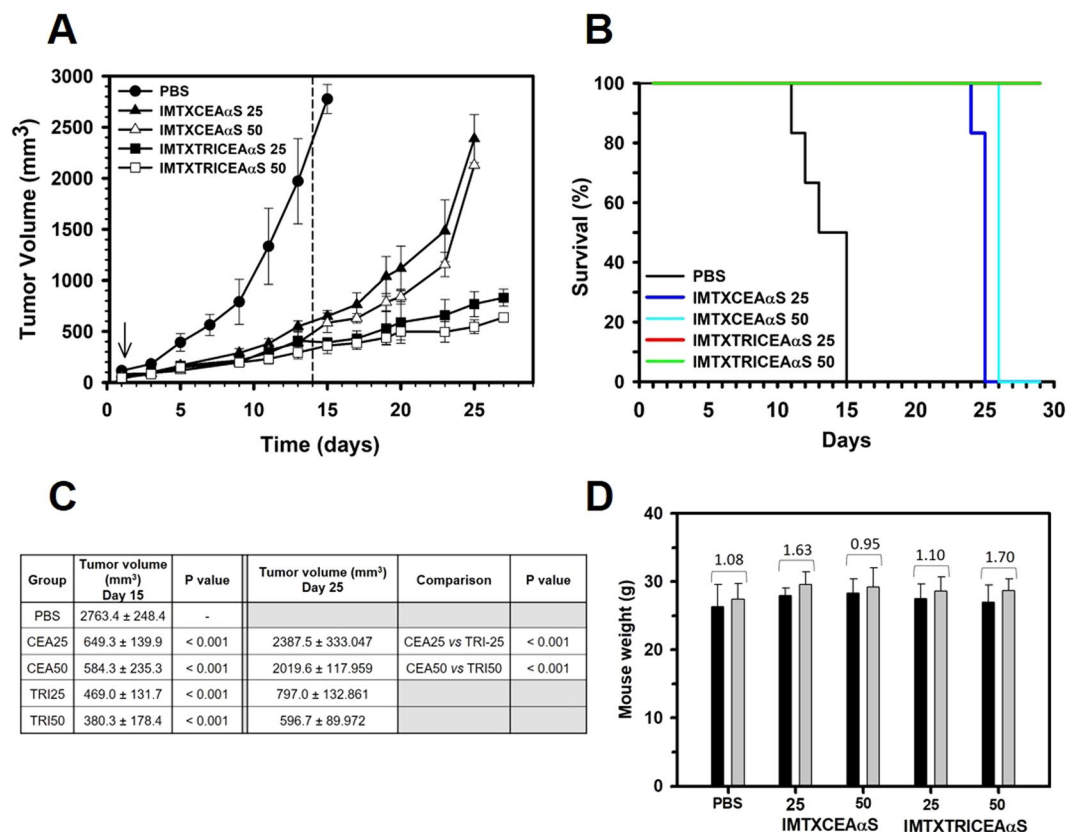 A
3000
2500
2000
1500
1000
500
0
Tumor Volume (mm3)
PBS
IMTXCEAαS 25
IMTXCEAαS 50
IMTXTRICEAαS 25
IMTXTRICEAαS 50
0 5 10 15 20 25
Time (days)
B
100
80
60
40
20
0
Survival (%)
PBS
IMTXCEAαS 25
IMTXCEAαS 50
IMTXTRICEAαS 25
IMTXTRICEAαS 50
0 5 10 15 20 25 30
Days
C
Group Tumor volume (mm3) Day 15 P value Tumor volume (mm3) Day 25 Comparison P value
PBS 2763.4 ± 248.4 -
CEA25 649.3 ± 139.9 < 0.001 2387.5 ± 333.047 CEA25 vs TRI-25 < 0.001
CEA50 584.3 ± 235.3 < 0.001 2019.6 ± 117.959 CEA50 vs TRI50 < 0.001
TRI25 469.0 ± 131.7 < 0.001 797.0 ± 132.861
TRI50 380.3 ± 178.4 < 0.001 596.7 ± 89.972
D
40
30
20
10
0
Mouse weight (g)
1.08 1.63 0.95 1.10 1.70
PBS 25 50 25 50
IMTXCEAαS IMTXTRICEAαS